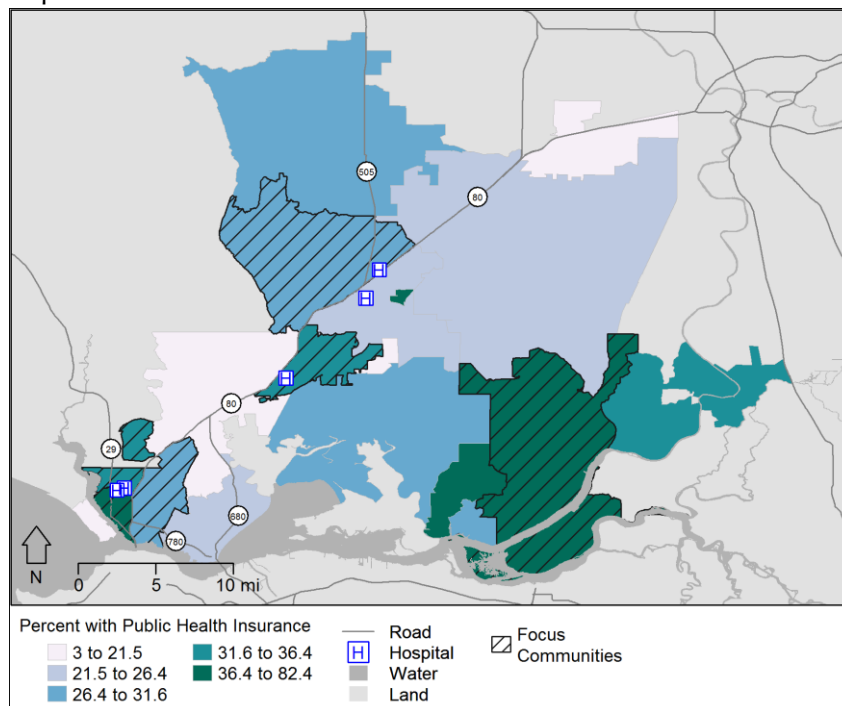 505
80
80
29
680
780
N
0 5 10 mi
Percent with Public Health Insurance
3 to 21.5
21.5 to 26.4
26.4 to 31.6
31.6 to 36.4
36.4 to 82.4
Road
H Hospital
Water
Land
Focus
Communities
H
H
H
H
H